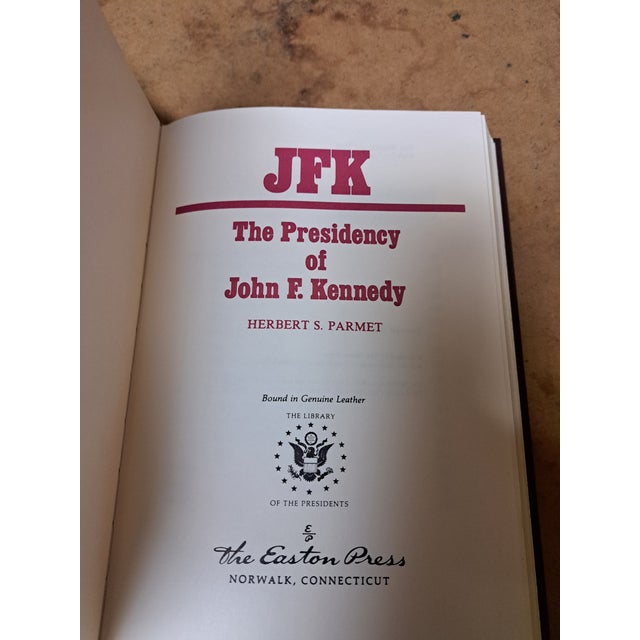 JFK
The Presidency
of
John F. Kennedy
HERBERT S. PARMET
Bound in Genuine Leather
THE LIBRARY
OF THE PRESIDENTS
E/P
The Easton Press
NORWALK, CONNECTICUT